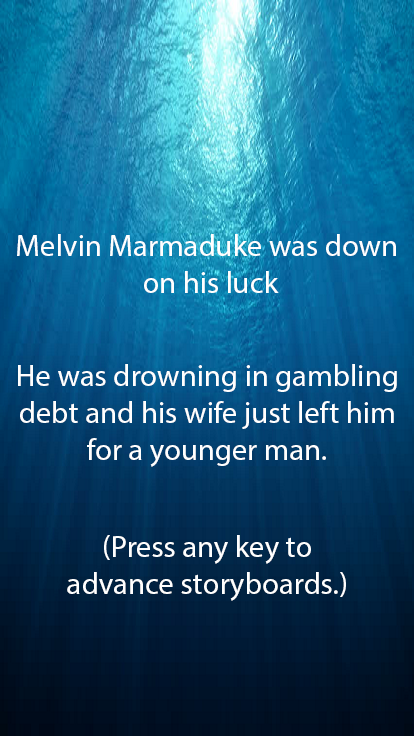 Melvin Marmaduke was down
on his luck
He was drowning in gambling
debt and his wife just left him
for a younger man.
(Press any key to
advance storyboards.)